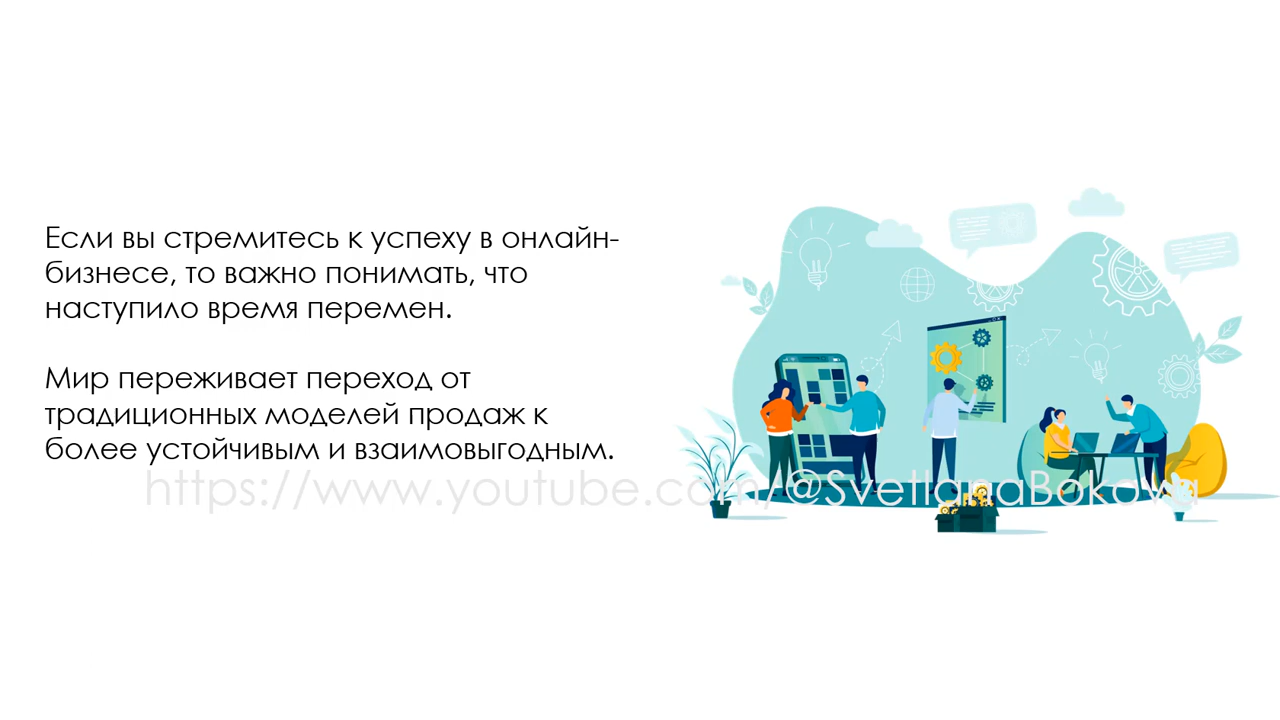 Если вы стремитесь к успеху в онлайн-
бизнесе, то важно понимать, что
наступило время перемен.
Мир переживает переход от
традиционных моделей продаж к
более устойчивым и взаимовыгодным.
https://www.youtube.com/@SvetlanaBokova